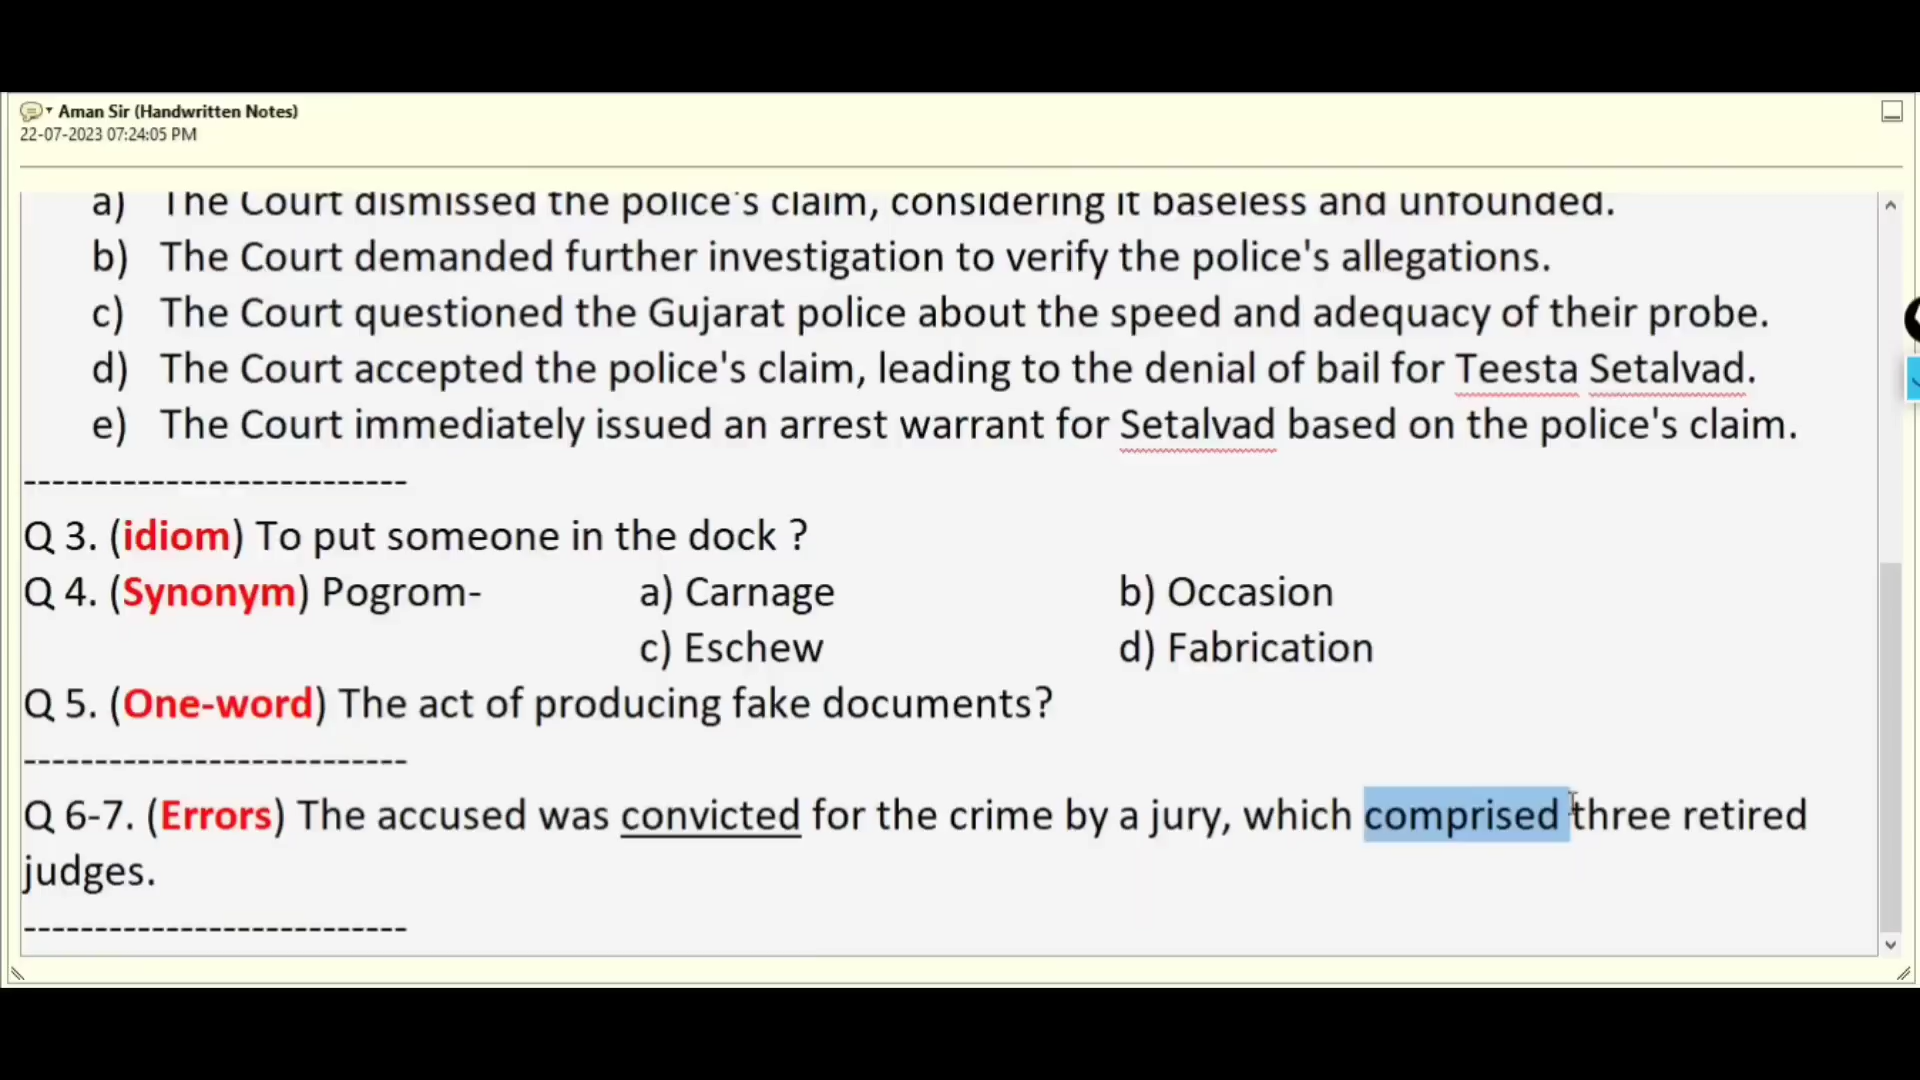 Aman Sir (Handwritten Notes)
22-07-2023 07:24:05 PM
a) The Court dismissed the police's claim, considering it baseless and unfounded.
b) The Court demanded further investigation to verify the police's allegations.
c) The Court questioned the Gujarat police about the speed and adequacy of their probe.
d) The Court accepted the police's claim, leading to the denial of bail for Teesta Setalvad.
e) The Court immediately issued an arrest warrant for Setalvad based on the police's claim.
---------------------------
Q 3. (idiom) To put someone in the dock ?
Q 4. (Synonym) Pogrom- a) Carnage b) Occasion
c) Eschew d) Fabrication
Q 5. (One-word) The act of producing fake documents?
---------------------------
Q 6-7. (Errors) The accused was convicted for the crime by a jury, which comprised three retired
judges.
---------------------------